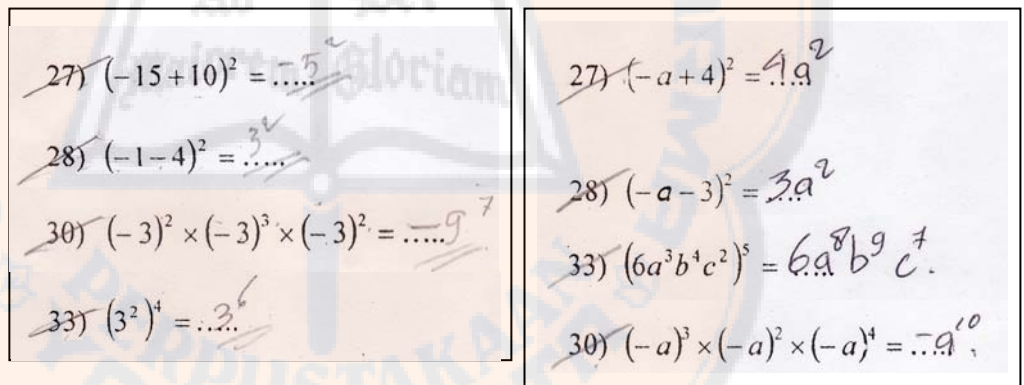 27) (−15+10)² = ..... −5²
28) (−1−4)² = ..... 3²
30) (−3)² ×(−3)³ ×(−3)² = ..... −9⁷
33) (3²)⁴ = ..... 3⁶
27) (−a+4)² = ..... 4a²
28) (−a−3)² = ..... 3a²
33) (6a³b⁴c²)⁵ = ..... 6a⁸b⁹c⁷.
30) (−a)³ ×(−a)² ×(−a)⁴ = ..... −a¹⁰.
Gloriam
PERPUSTAKAAN